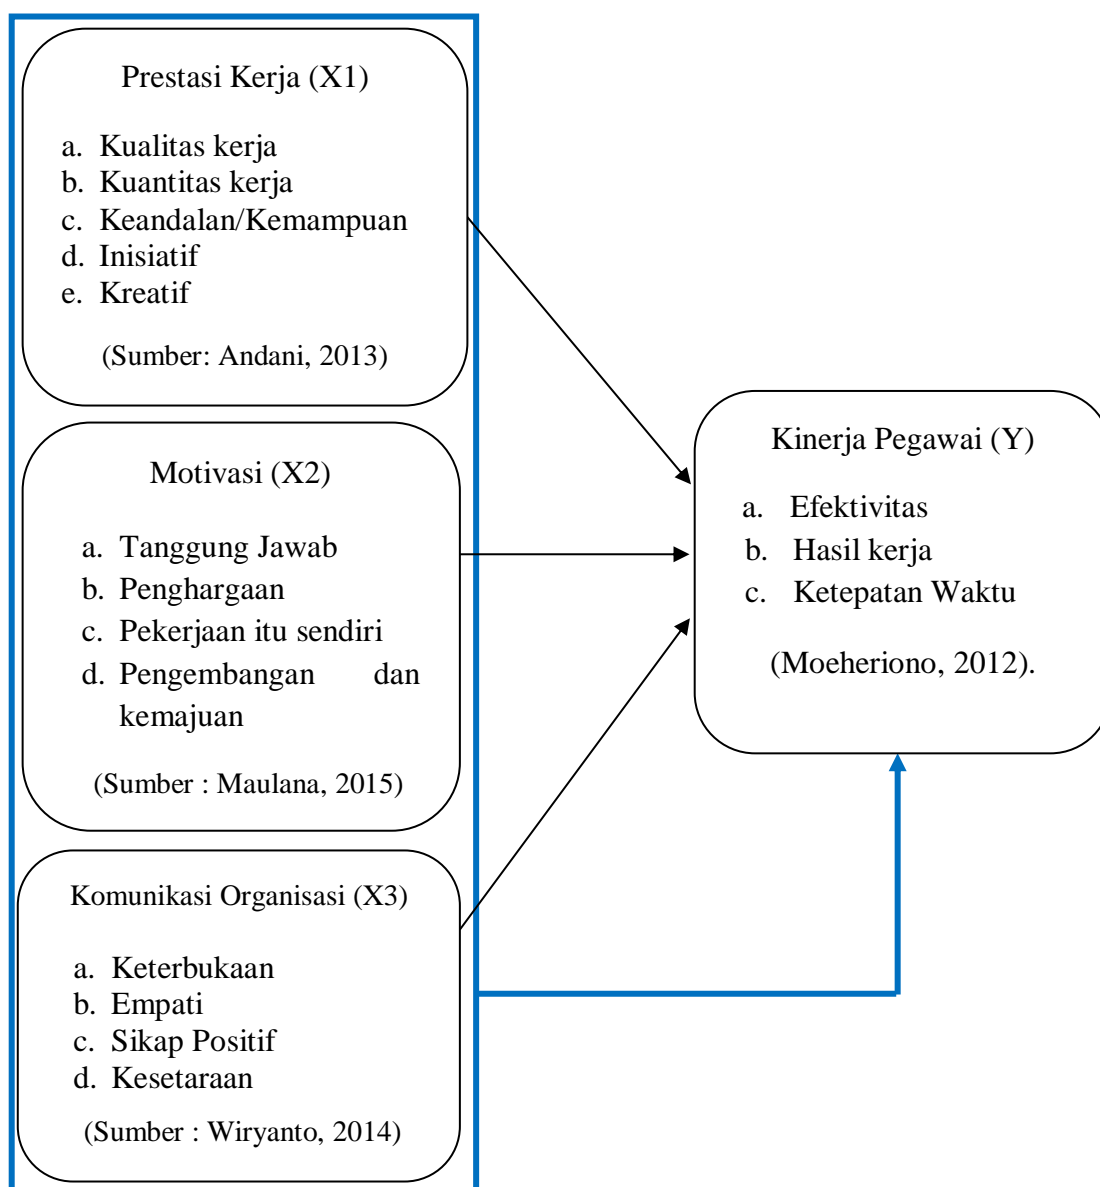 Prestasi Kerja (X1)
a. Kualitas kerja
b. Kuantitas kerja
c. Keandalan/Kemampuan
d. Inisiatif
e. Kreatif
(Sumber: Andani, 2013)
Motivasi (X2)
a. Tanggung Jawab
b. Penghargaan
c. Pekerjaan itu sendiri
d. Pengembangan dan
kemajuan
(Sumber : Maulana, 2015)
Komunikasi Organisasi (X3)
a. Keterbukaan
b. Empati
c. Sikap Positif
d. Kesetaraan
(Sumber : Wiryanto, 2014)
Kinerja Pegawai (Y)
a. Efektivitas
b. Hasil kerja
c. Ketepatan Waktu
(Moeheriono, 2012).